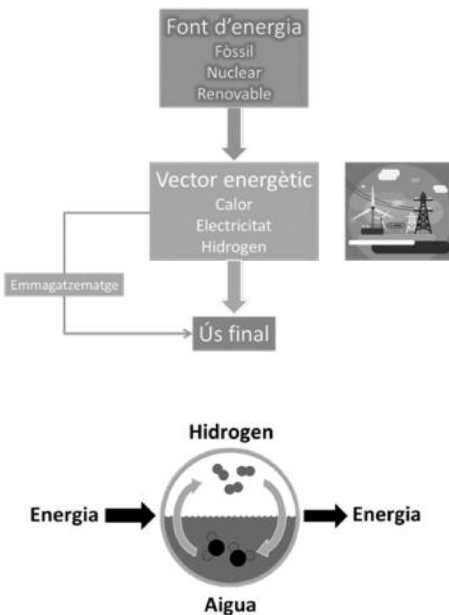 Font d'energia
Fòssil
Nuclear
Renovable
Vector energètic
Calor
Electricitat
Hidrogen
Emmagatzematge
Ús final
Hidrogen
Energia
Energia
Aigua